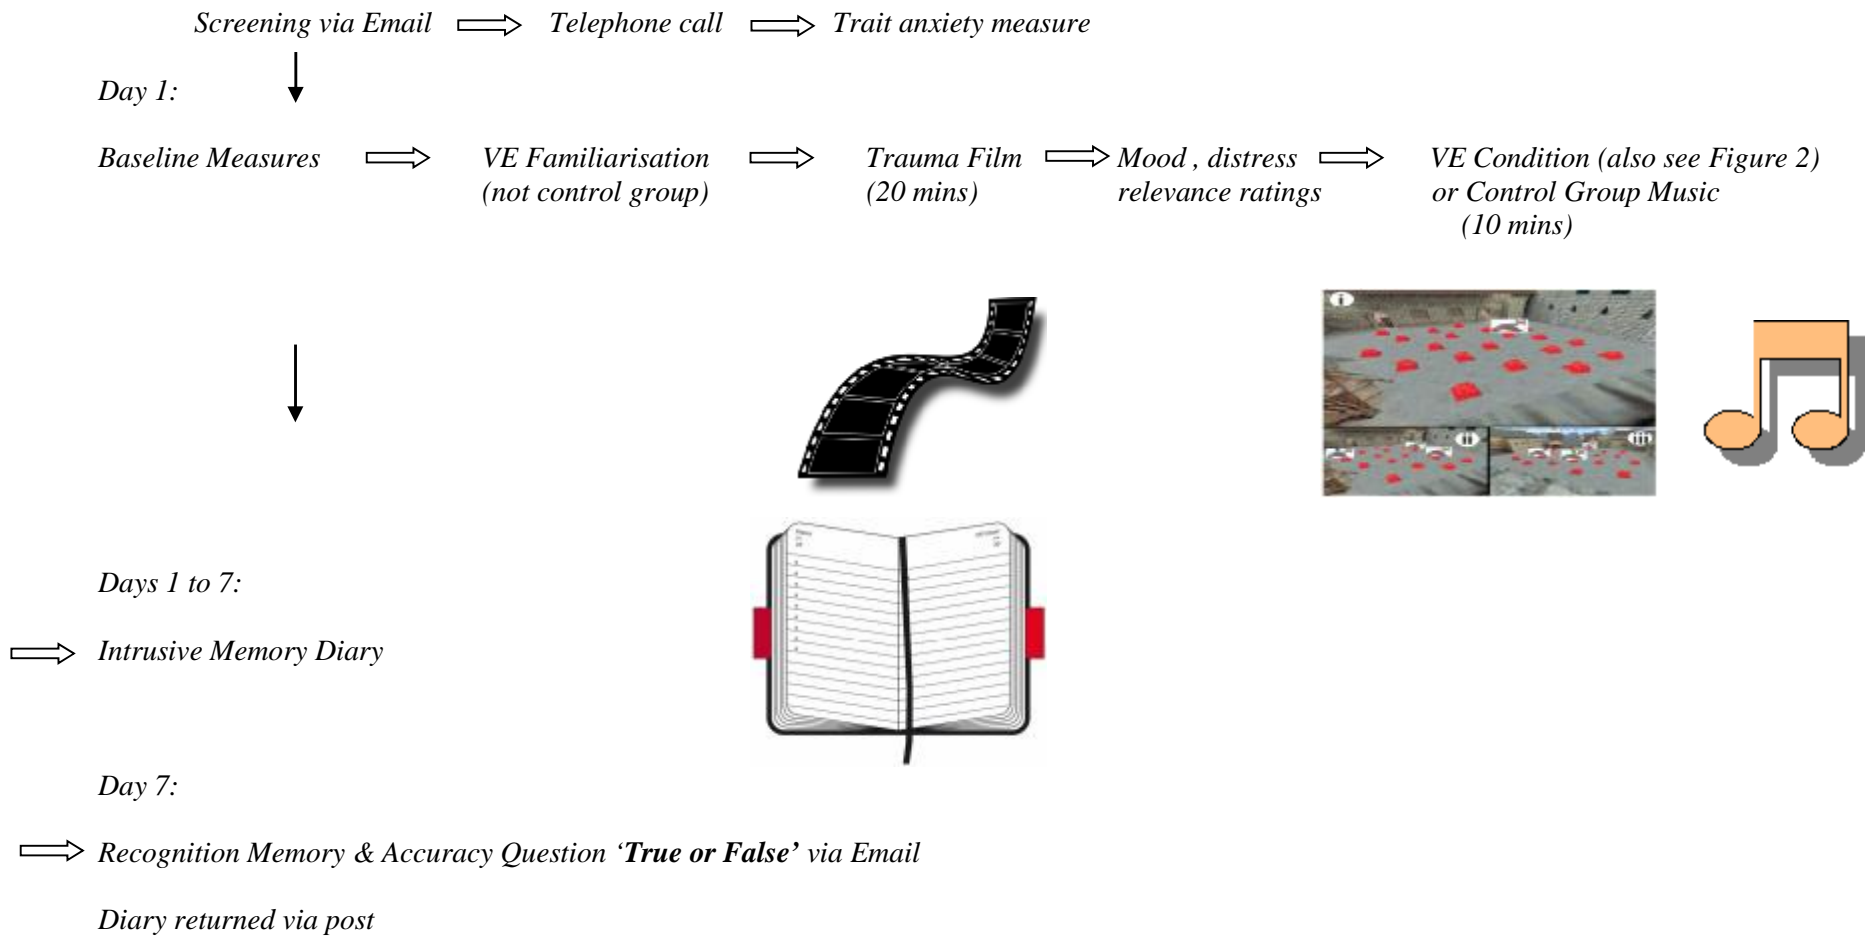 Screening via Email Telephone call Trait anxiety measure
Day 1:
Baseline Measures VE Familiarisation Trauma Film Mood , distress VE Condition (also see Figure 2)
(not control group) (20 mins) relevance ratings or Control Group Music
(10 mins)
i
ii
iii
Days 1 to 7:
Intrusive Memory Diary
Day 7:
Recognition Memory & Accuracy Question ‘True or False’ via Email
Diary returned via post